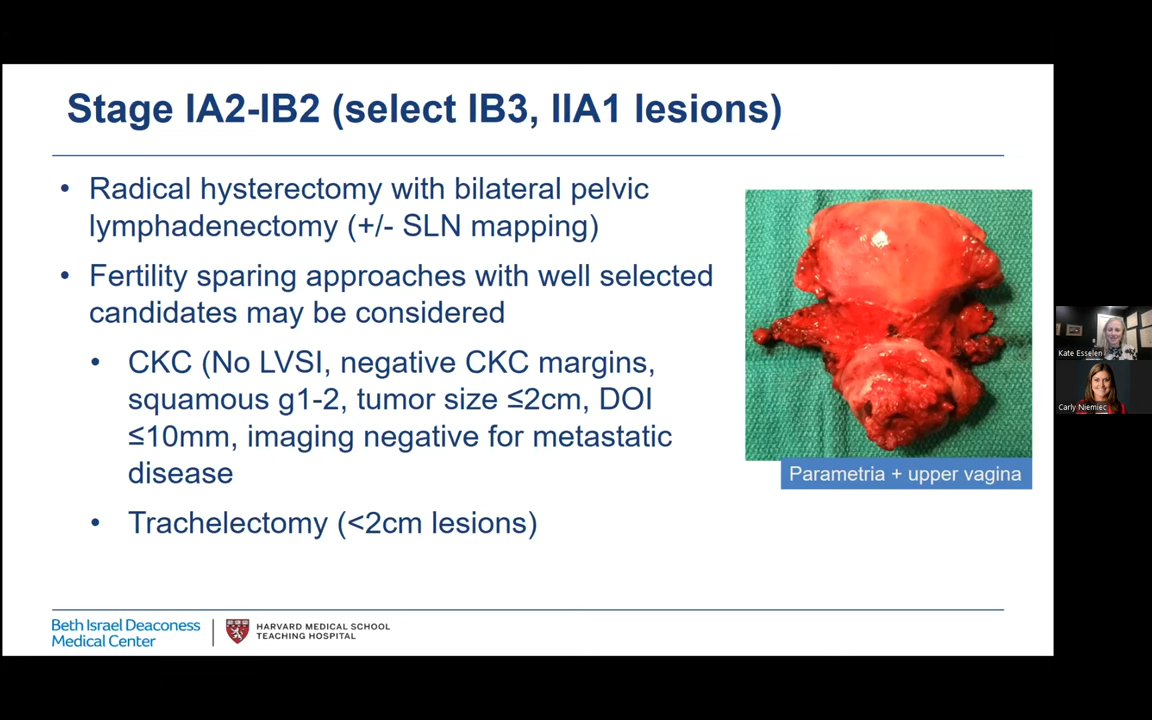 Stage IA2-IB2 (select IB3, IIA1 lesions)
• Radical hysterectomy with bilateral pelvic
lymphadenectomy (+/- SLN mapping)
• Fertility sparing approaches with well selected
candidates may be considered
• CKC (No LVSI, negative CKC margins,
squamous g1-2, tumor size ≤2cm, DOI
≤10mm, imaging negative for metastatic
disease
• Trachelectomy (<2cm lesions)
Parametria + upper vagina
Kate Esselen
Carly Niemiec
Beth Israel Deaconess
Medical Center
HARVARD MEDICAL SCHOOL
TEACHING HOSPITAL